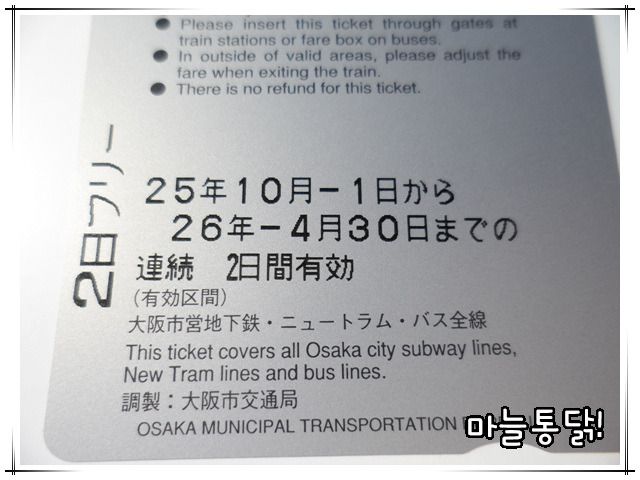 ● Please insert this ticket through gates at
train stations or fare box on buses.
● In outside of valid areas, please adjust the
fare when exiting the train.
● There is no refund for this ticket.
2日フリー
25年10月-1日から
26年-4月30日までの
連続 2日間有効
(有効区間)
大阪市営地下鉄・ニュートラム・バス全線
This ticket covers all Osaka city subway lines,
New Tram lines and bus lines.
調製：大阪市交通局
OSAKA MUNICIPAL TRANSPORTATION
마늘통닭!